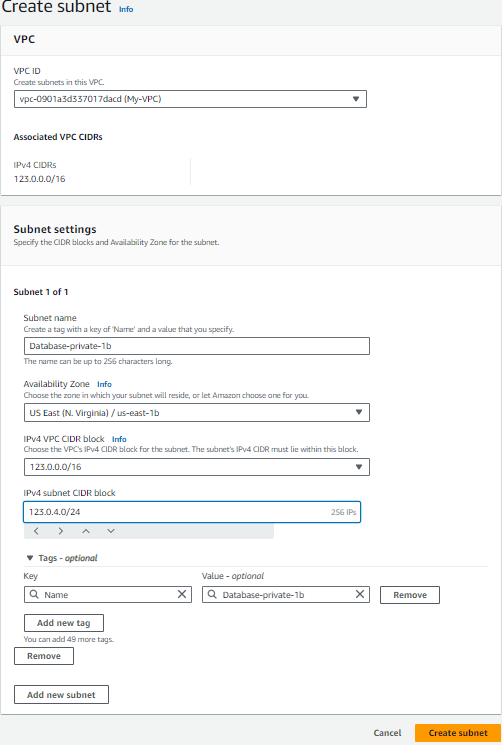 Create subnet Info
VPC
VPC ID
Create subnets in this VPC.
vpc-0901a3d337017dacd (My-VPC)
Associated VPC CIDRs
IPv4 CIDRs
123.0.0.0/16
Subnet settings
Specify the CIDR blocks and Availability Zone for the subnet.
Subnet 1 of 1
Subnet name
Create a tag with a key of 'Name' and a value that you specify.
Database-private-1b
The name can be up to 256 characters long.
Availability Zone Info
Choose the zone in which your subnet will reside, or let Amazon choose one for you.
US East (N. Virginia) / us-east-1b
IPv4 VPC CIDR block Info
Choose the VPC's IPv4 CIDR block for the subnet. The subnet's IPv4 CIDR must lie within this block.
123.0.0.0/16
IPv4 subnet CIDR block
123.0.4.0/24 256 IPs
Tags - optional
Key Value - optional
Name Database-private-1b Remove
Add new tag
You can add 49 more tags.
Remove
Add new subnet
Cancel Create subnet